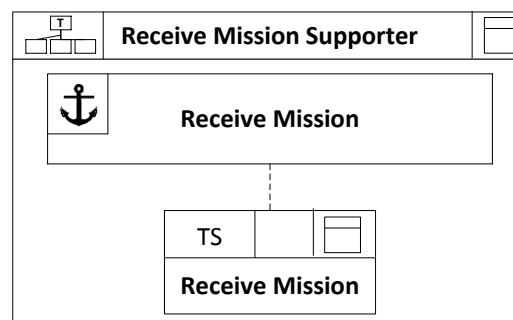 T
Receive Mission Supporter
Receive Mission
TS
Receive Mission